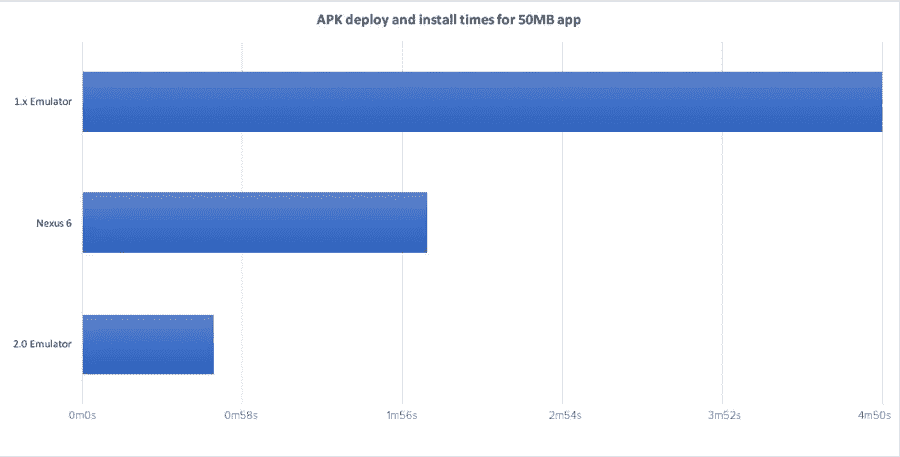 APK deploy and install times for 50MB app
1.x Emulator
Nexus 6
2.0 Emulator
0m0s 0m58s 1m56s 2m54s 3m52s 4m50s